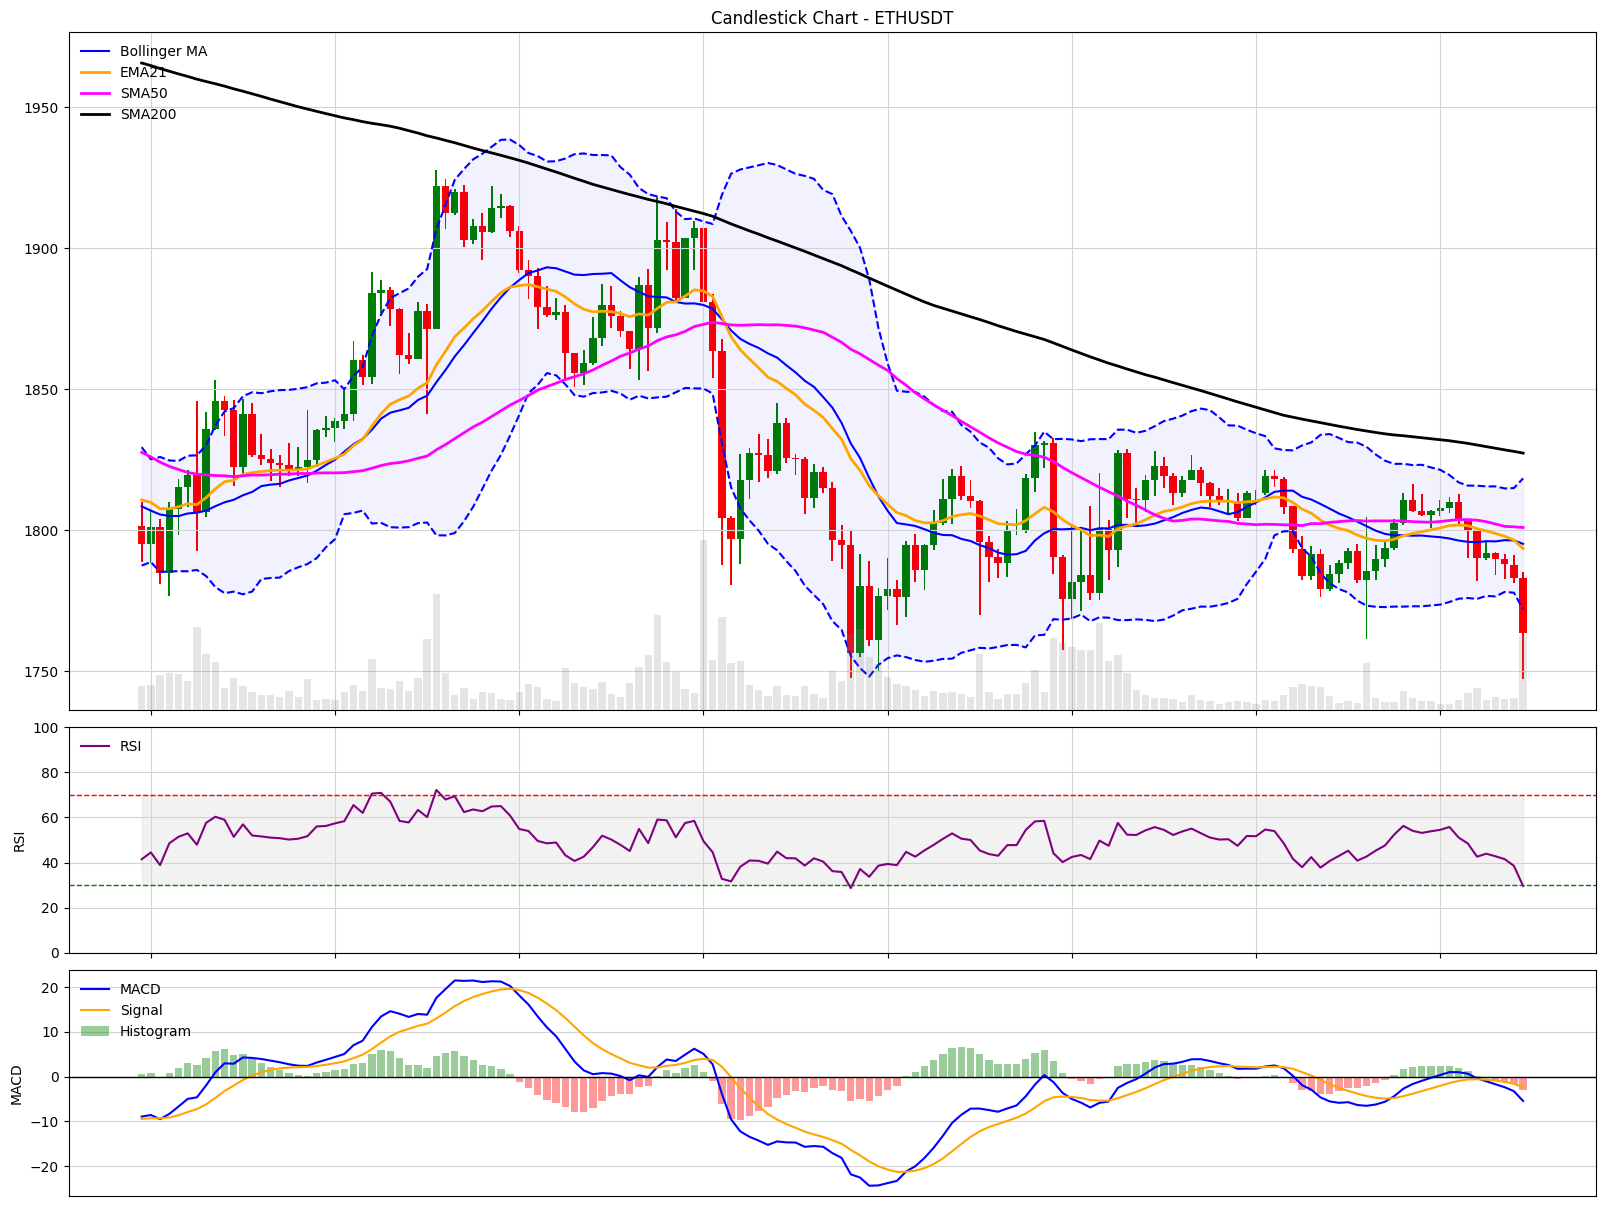 Candlestick Chart - ETHUSDT
Bollinger MA
EMA21
SMA50
SMA200
1950
1900
1850
1800
1750
RSI
100
80
60
40
20
0
RSI
MACD
Signal
Histogram
20
10
0
−10
−20
MACD